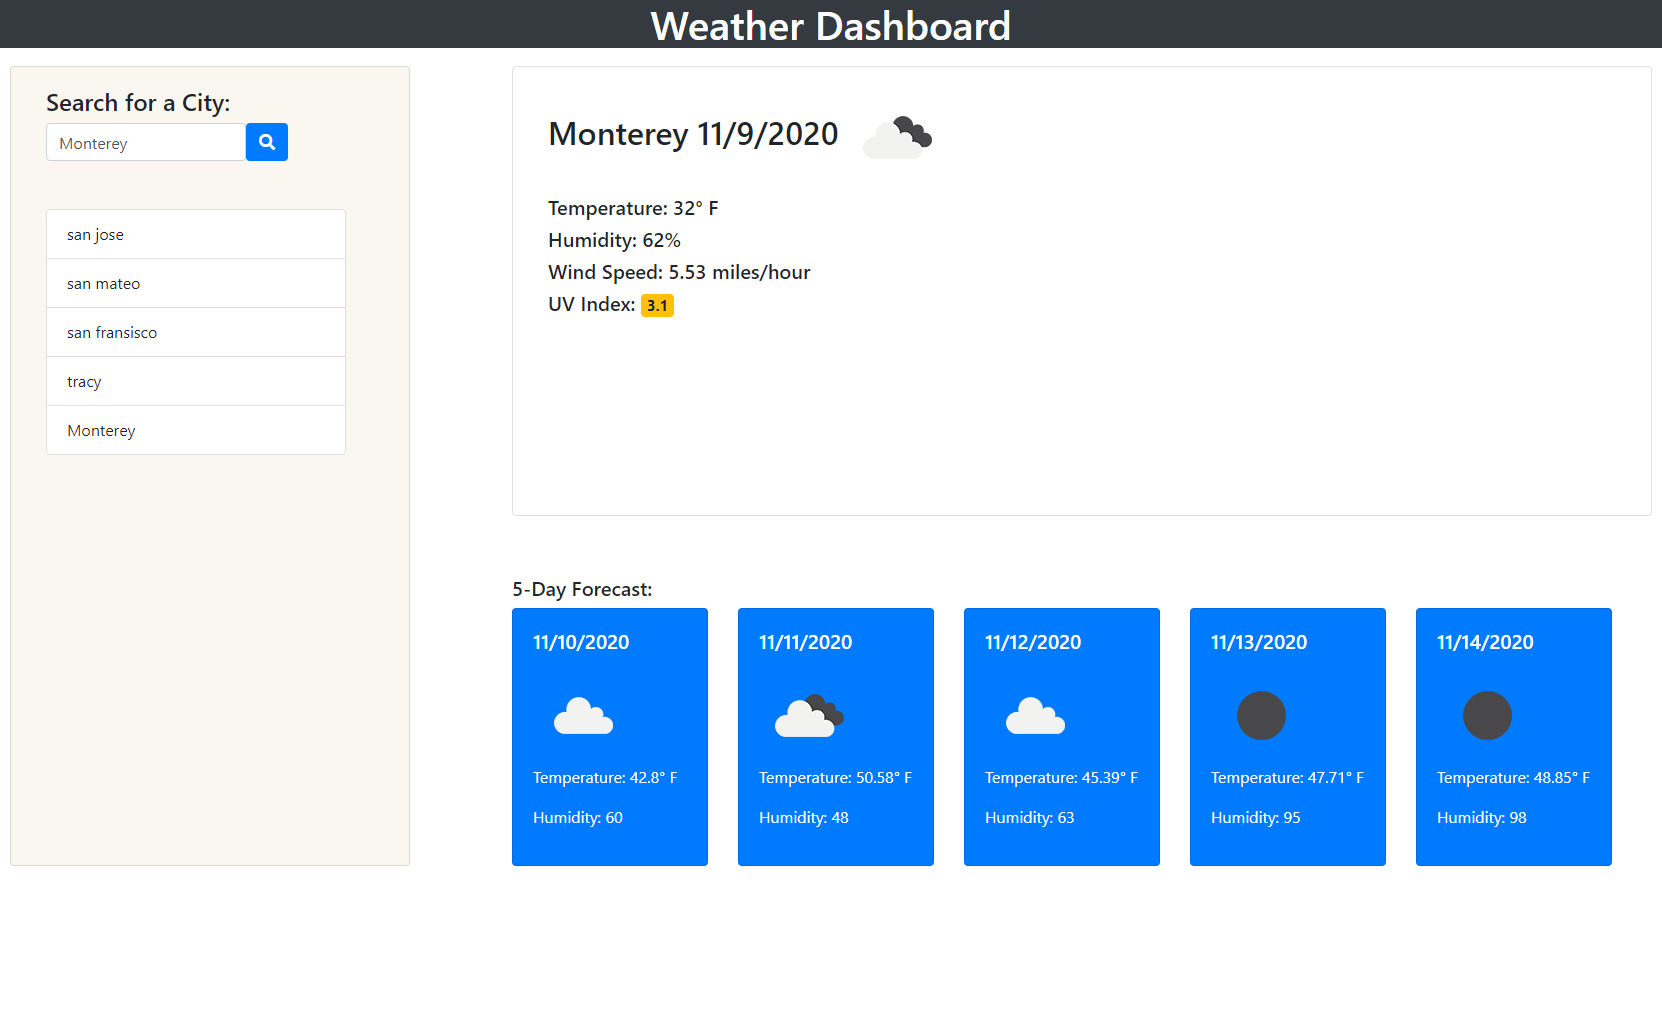 Weather Dashboard
Search for a City:
Monterey
san jose
san mateo
san fransisco
tracy
Monterey
Monterey 11/9/2020
Temperature: 32° F
Humidity: 62%
Wind Speed: 5.53 miles/hour
UV Index: 3.1
5-Day Forecast:
11/10/2020
Temperature: 42.8° F
Humidity: 60
11/11/2020
Temperature: 50.58° F
Humidity: 48
11/12/2020
Temperature: 45.39° F
Humidity: 63
11/13/2020
Temperature: 47.71° F
Humidity: 95
11/14/2020
Temperature: 48.85° F
Humidity: 98